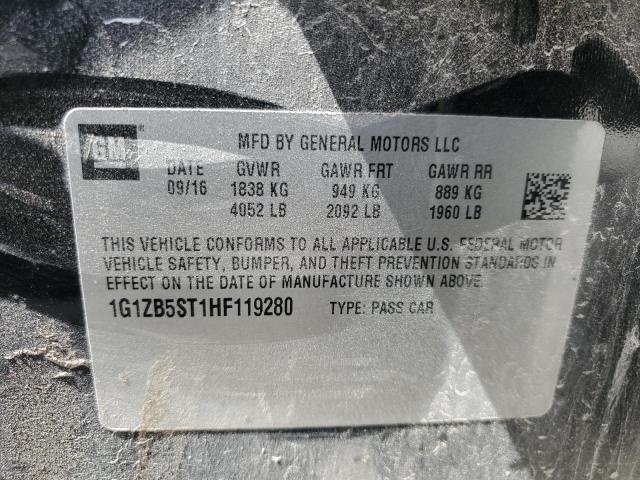 GM ®
MFD BY GENERAL MOTORS LLC
DATE GVWR GAWR FRT GAWR RR
09/16 1838 KG 949 KG 889 KG
4052 LB 2092 LB 1960 LB
THIS VEHICLE CONFORMS TO ALL APPLICABLE U.S. FEDERAL MOTOR
VEHICLE SAFETY, BUMPER, AND THEFT PREVENTION STANDARDS IN
EFFECT ON THE DATE OF MANUFACTURE SHOWN ABOVE.
1G1ZB5ST1HF119280 TYPE: PASS CAR